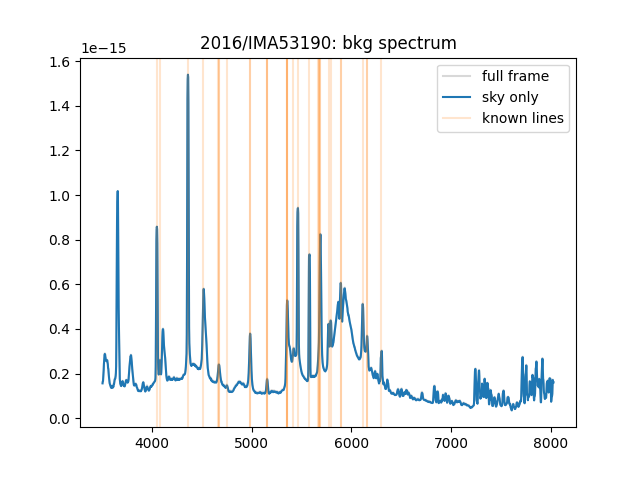 2016/IMA53190: bkg spectrum
1e−15
1.6
1.4
1.2
1.0
0.8
0.6
0.4
0.2
0.0
full frame
sky only
known lines
4000 5000 6000 7000 8000